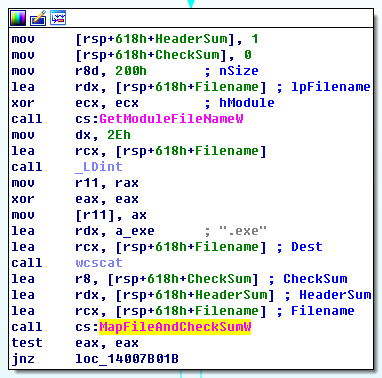 mov [rsp+618h+HeaderSum], 1
mov [rsp+618h+CheckSum], 0
mov r8d, 200h ; nSize
lea rdx, [rsp+618h+Filename] ; lpFilename
xor ecx, ecx ; hModule
call cs:GetModuleFileNameW
mov dx, 2Eh
lea rcx, [rsp+618h+Filename]
call _LDint
mov r11, rax
xor eax, eax
mov [r11], ax
lea rdx, a_exe ; ".exe"
lea rcx, [rsp+618h+Filename] ; Dest
call wcscat
lea r8, [rsp+618h+CheckSum] ; CheckSum
lea rdx, [rsp+618h+HeaderSum] ; HeaderSum
lea rcx, [rsp+618h+Filename] ; Filename
call cs:MapFileAndCheckSumW
test eax, eax
jnz loc_14007B01B